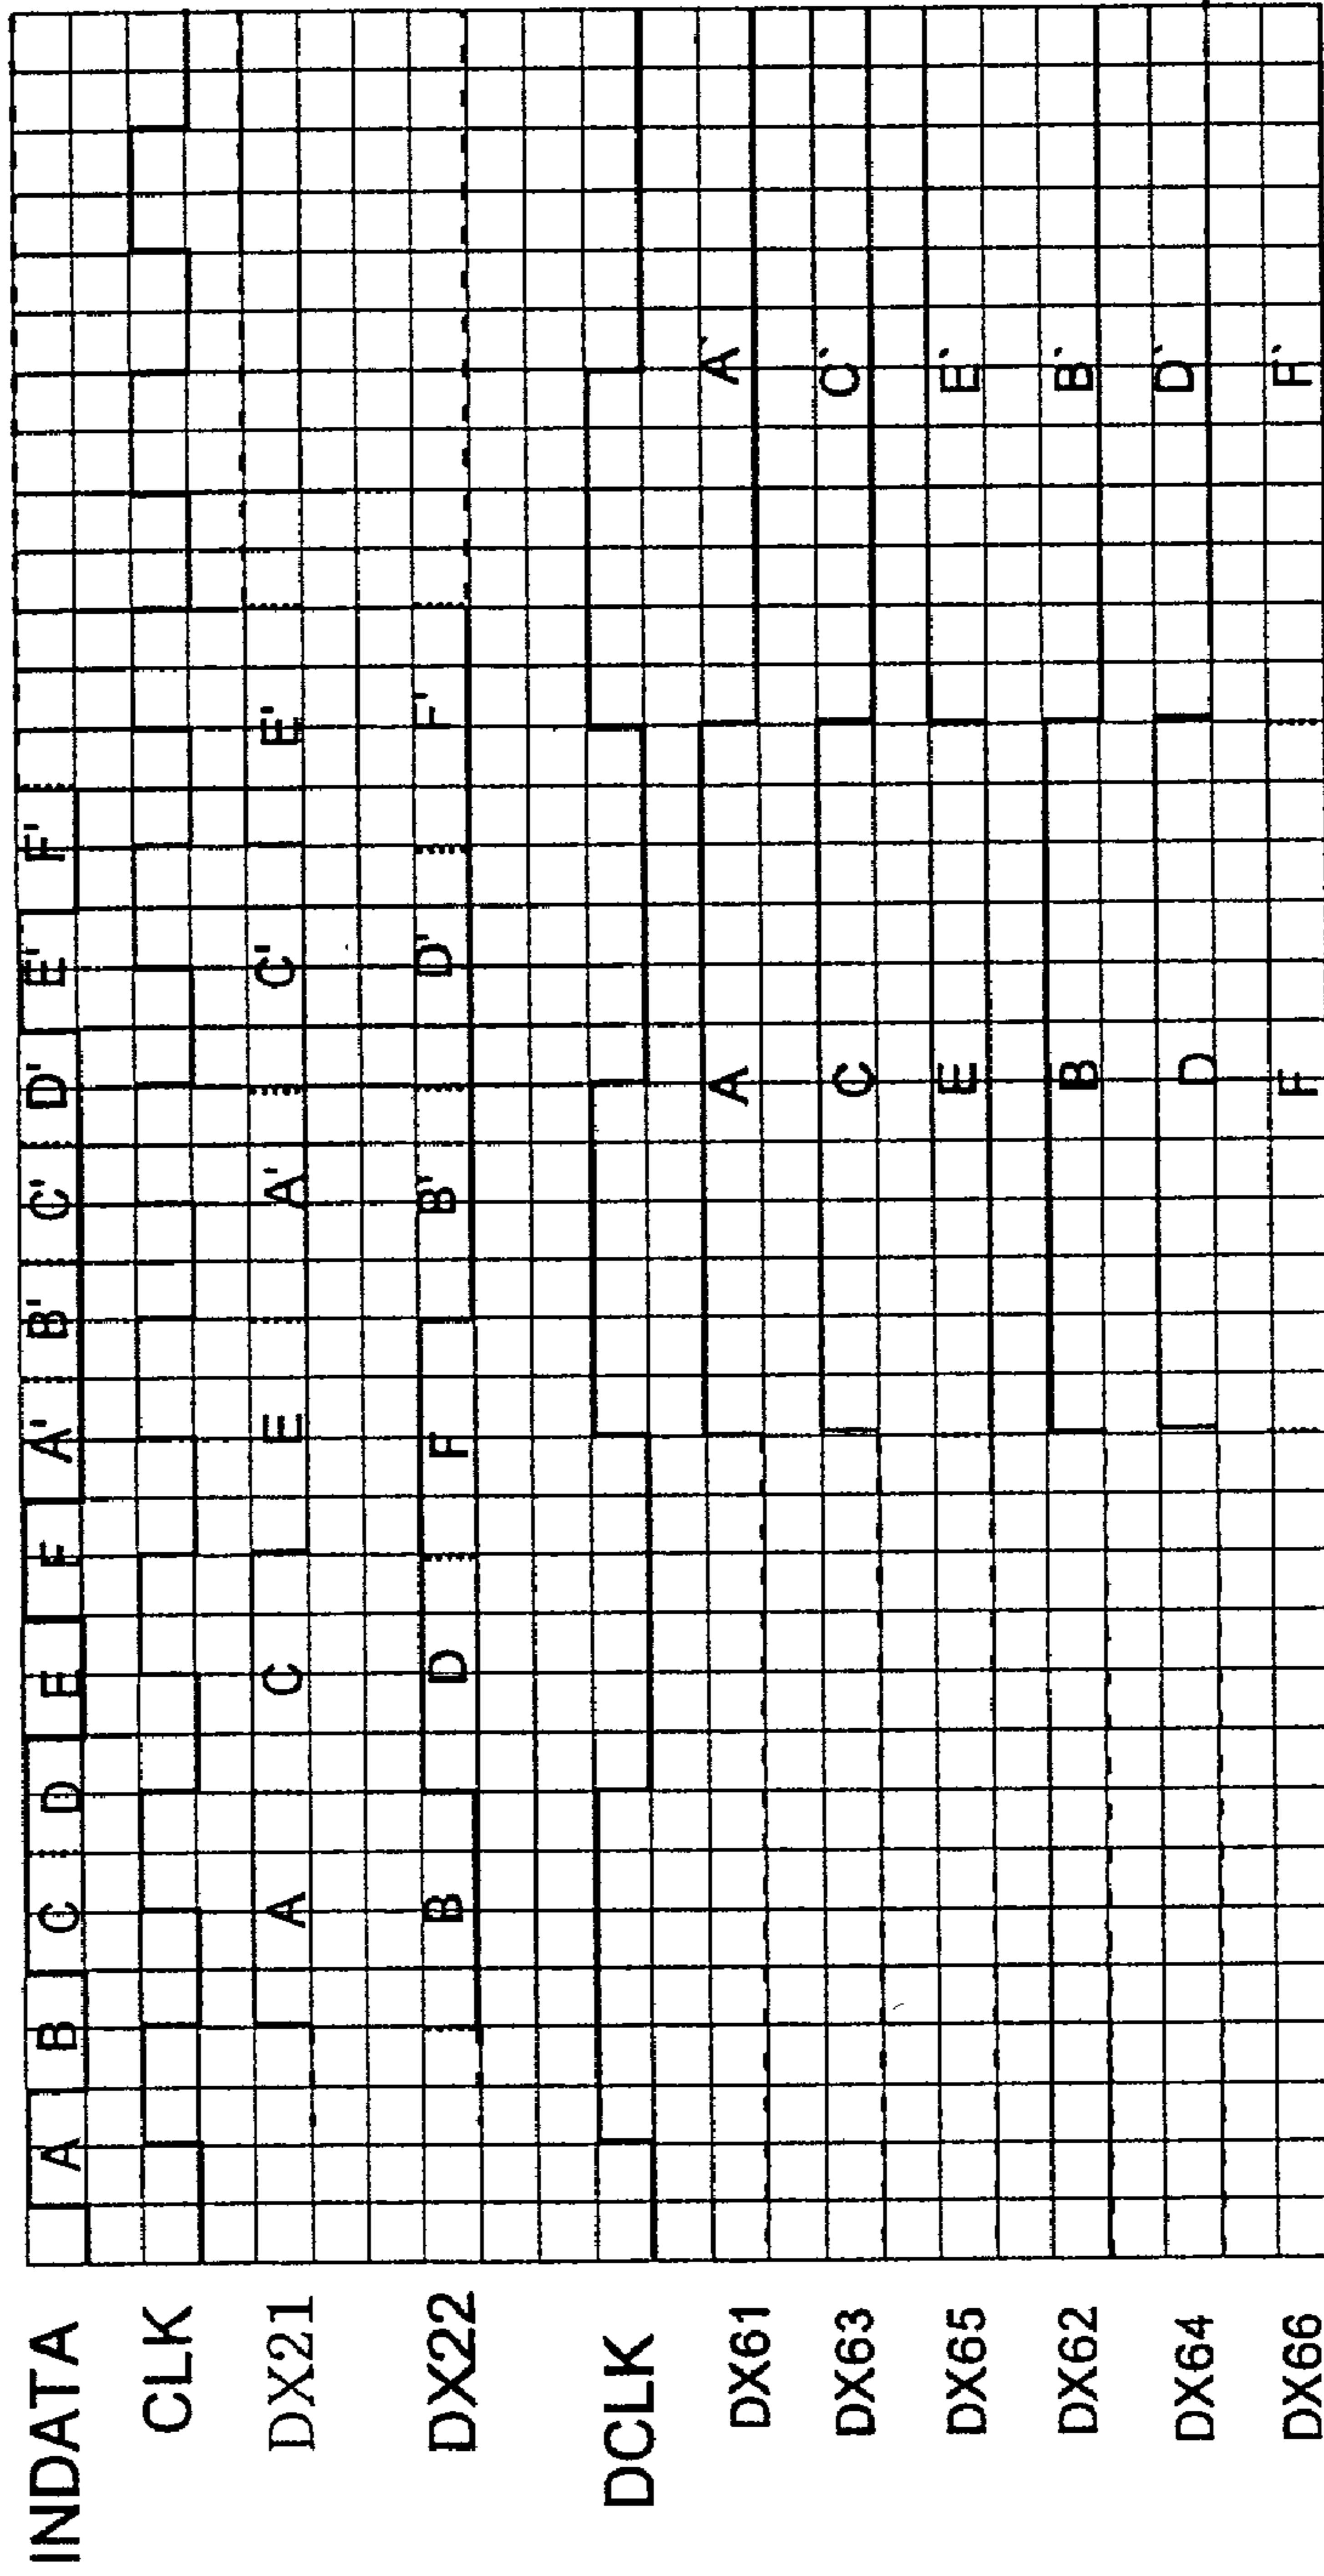 INDATA A B C D E F A' B' C' D' E' F'
CLK
DX21 A C E A' C' E'
DX22 B D F B' D' F'
DCLK
DX61 A A`
DX63 C C`
DX65 E E`
DX62 B B`
DX64 D D`
DX66 F F`